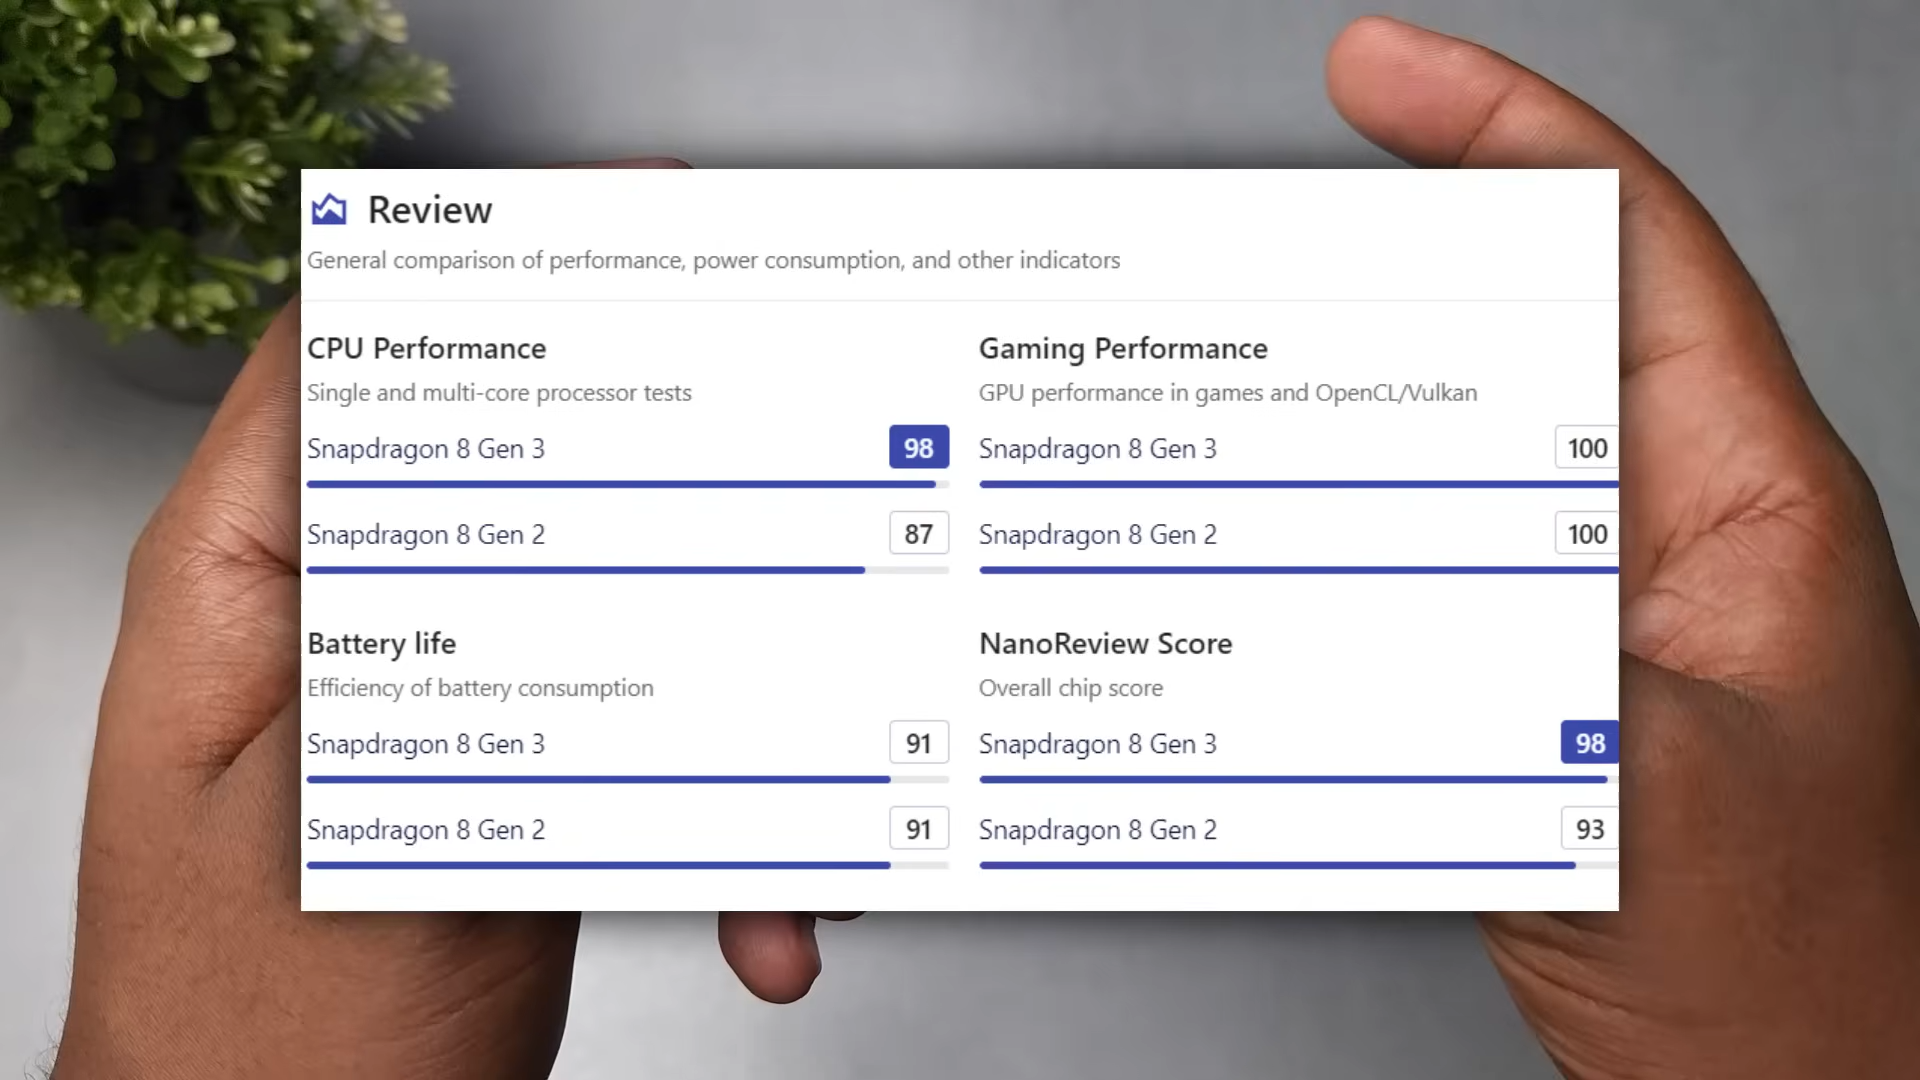 Review
General comparison of performance, power consumption, and other indicators
CPU Performance
Single and multi-core processor tests
Snapdragon 8 Gen 3 98
Snapdragon 8 Gen 2 87
Gaming Performance
GPU performance in games and OpenCL/Vulkan
Snapdragon 8 Gen 3 100
Snapdragon 8 Gen 2 100
Battery life
Efficiency of battery consumption
Snapdragon 8 Gen 3 91
Snapdragon 8 Gen 2 91
NanoReview Score
Overall chip score
Snapdragon 8 Gen 3 98
Snapdragon 8 Gen 2 93